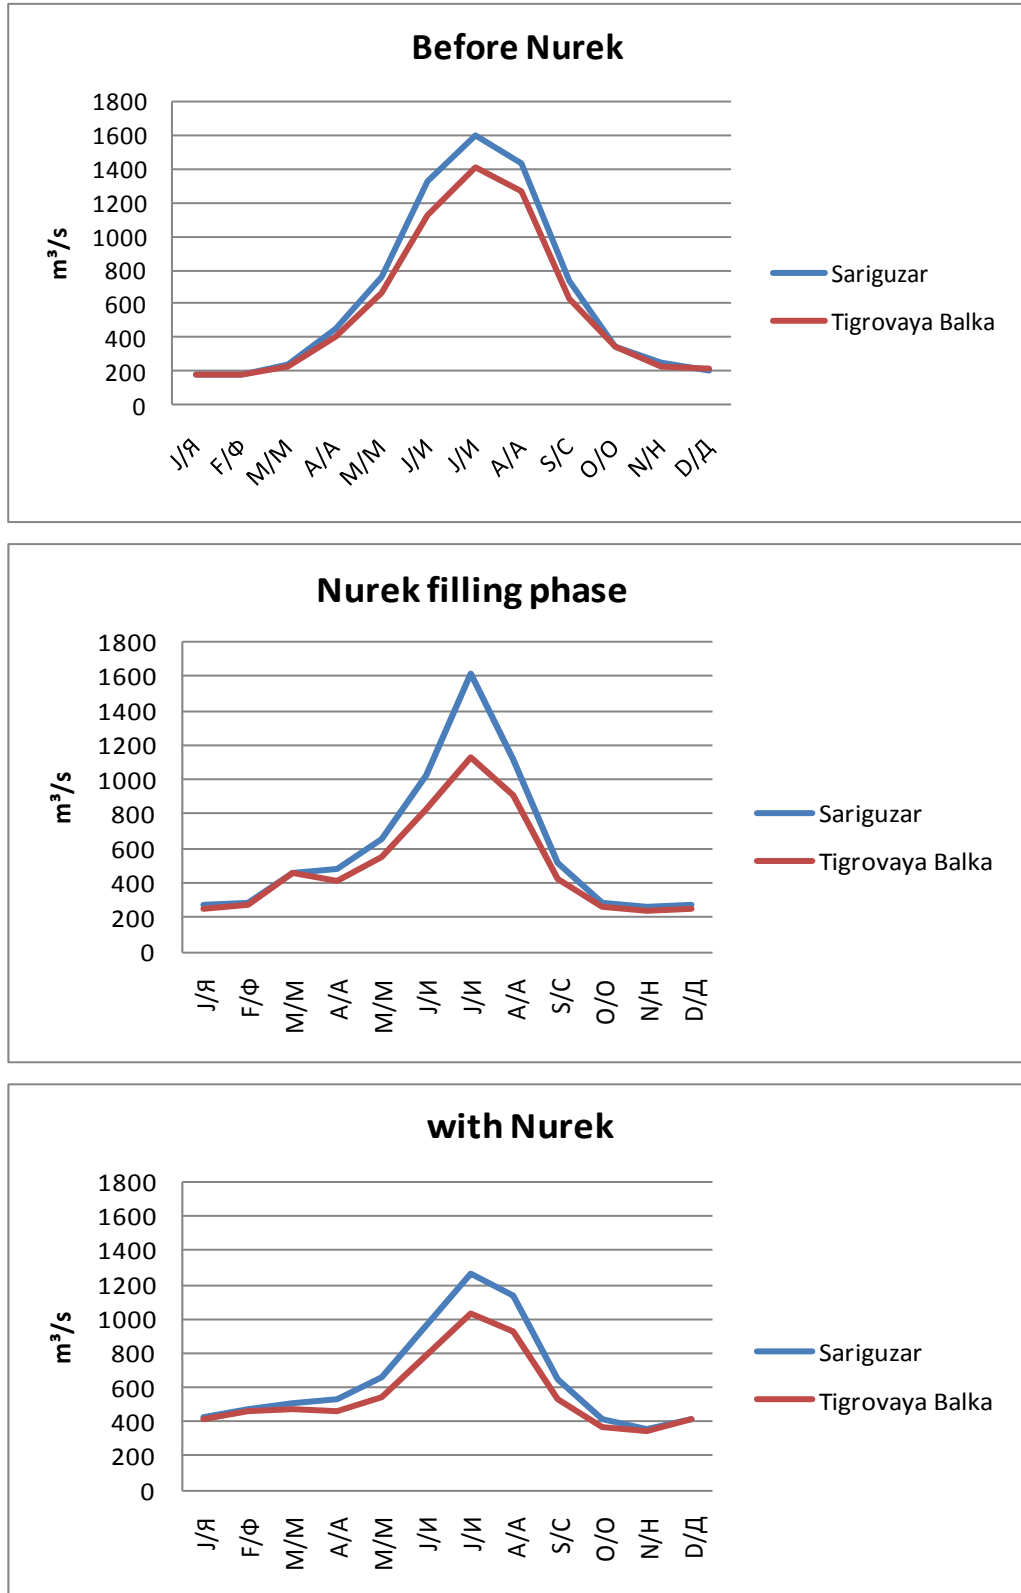 Before Nurek
1800
1600
1400
1200
1000
800
600
400
200
0
m³/s
J/Я
F/Ф
M/M
A/A
M/M
J/И
J/И
A/A
S/C
O/O
N/H
D/Д
Sariguzar
Tigrovaya Balka
Nurek filling phase
1800
1600
1400
1200
1000
800
600
400
200
0
m³/s
J/Я
F/Ф
M/M
A/A
M/M
J/И
J/И
A/A
S/C
O/O
N/H
D/Д
Sariguzar
Tigrovaya Balka
with Nurek
1800
1600
1400
1200
1000
800
600
400
200
0
m³/s
J/Я
F/Ф
M/M
A/A
M/M
J/И
J/И
A/A
S/C
O/O
N/H
D/Д
Sariguzar
Tigrovaya Balka